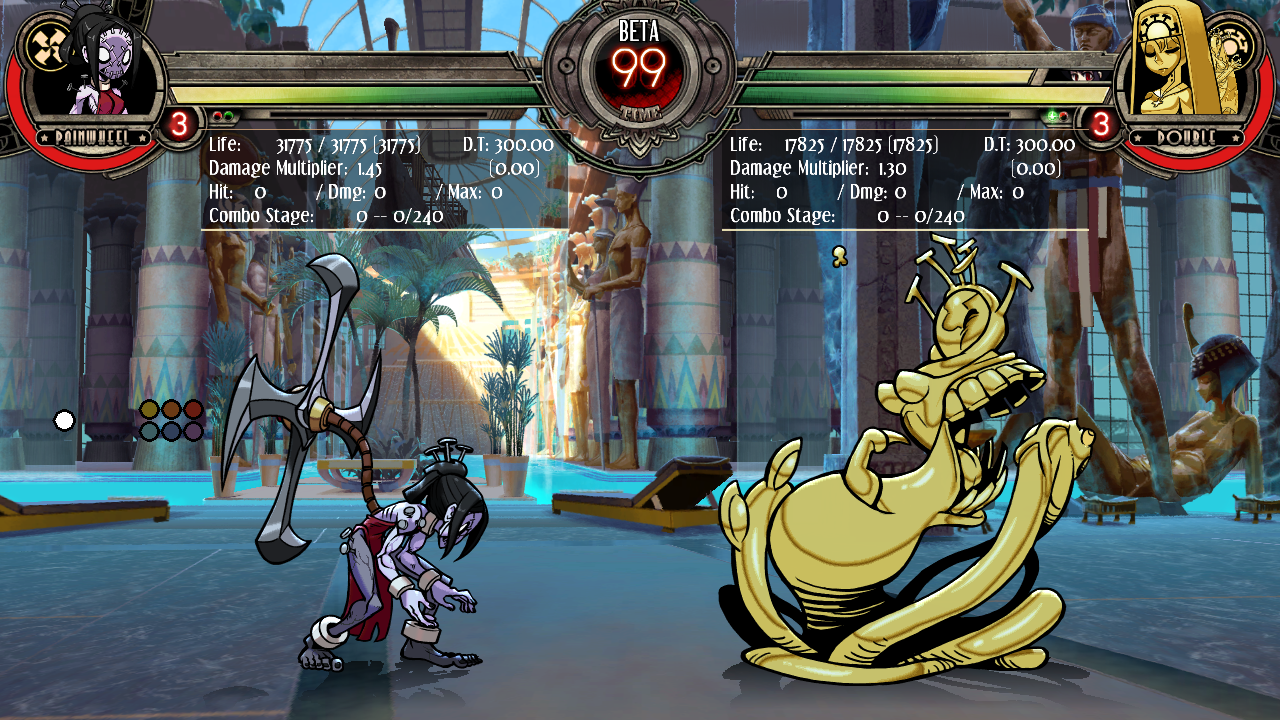 BETA
99
TIME
PAINWHEEL
3
3
DOUBLE
Life: 31775 / 31775 (31775) D.T: 300.00
Damage Multiplier: 1.45 (0.00)
Hit: 0 / Dmg: 0 / Max: 0
Combo Stage: 0 -- 0/240
Life: 17825 / 17825 (17825) D.T: 300.00
Damage Multiplier: 1.30 (0.00)
Hit: 0 / Dmg: 0 / Max: 0
Combo Stage: 0 -- 0/240